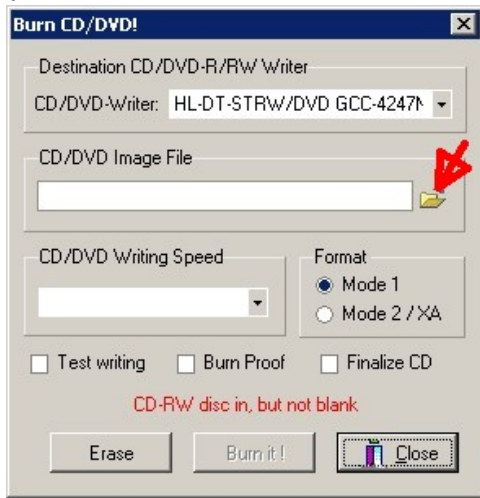 Burn CD/DVD!
Destination CD/DVD-R/RW Writer
CD/DVD-Writer: HL-DT-STRW/DVD GCC-4247N
CD/DVD Image File
CD/DVD Writing Speed
Format
Mode 1
Mode 2 / XA
Test writing
Burn Proof
Finalize CD
CD-RW disc in, but not blank
Erase
Burn it !
Close